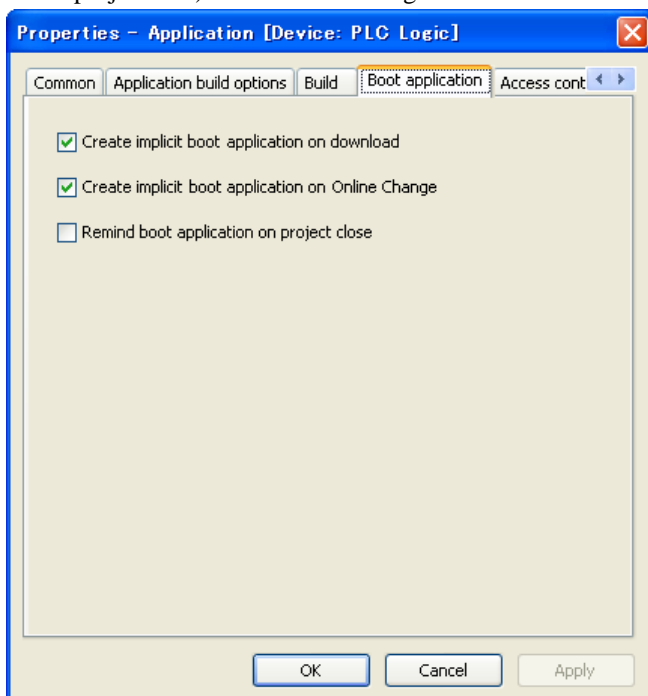 Properties - Application [Device: PLC Logic]
Common Application build options Build Boot application Access cont
Create implicit boot application on download
Create implicit boot application on Online Change
Remind boot application on project close
OK Cancel Apply